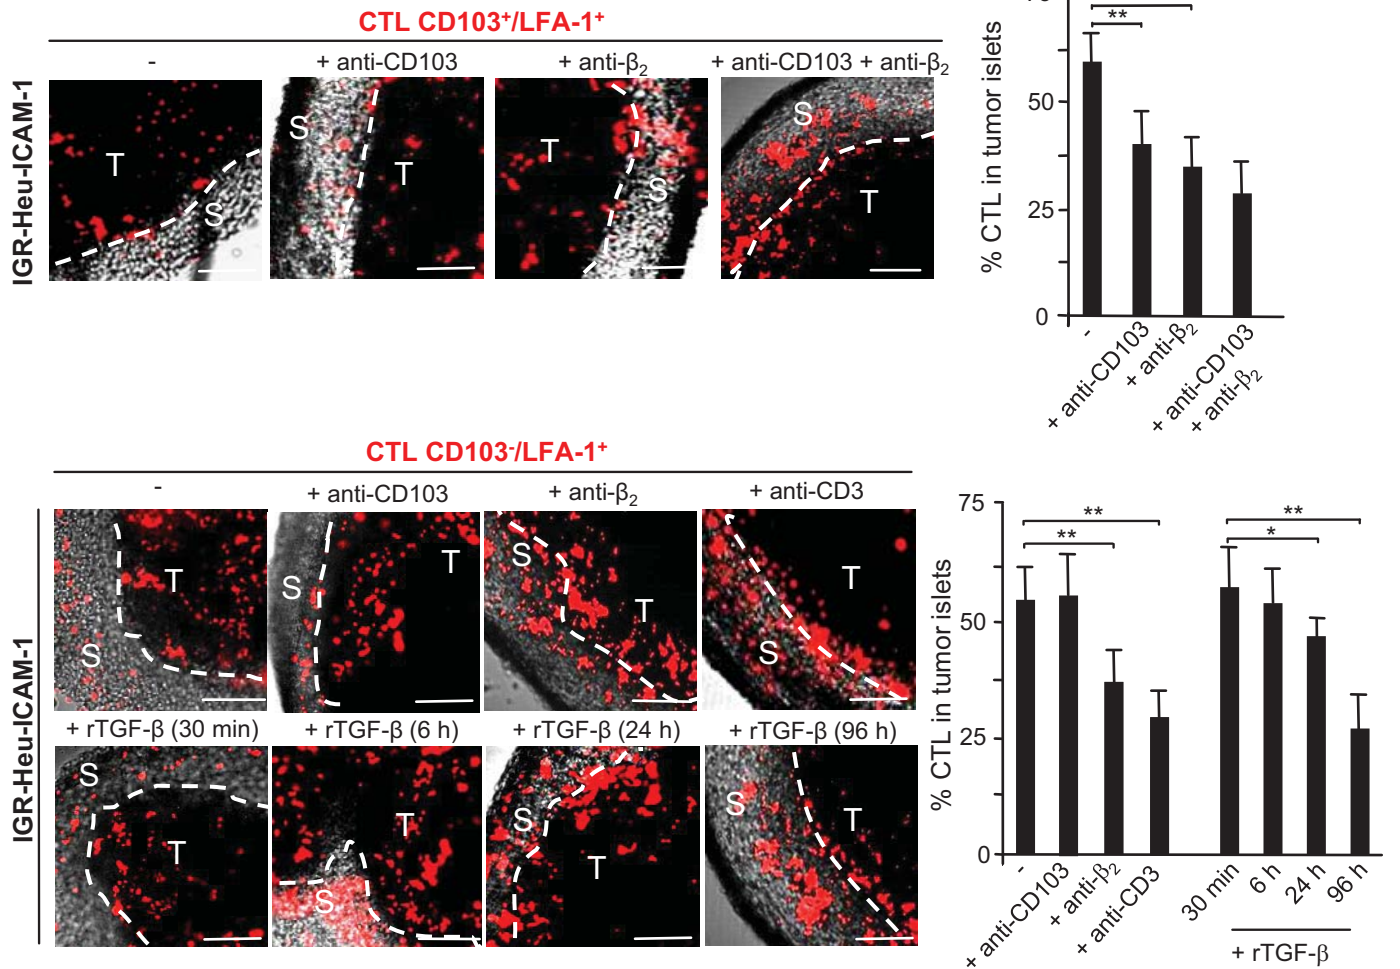 CTL CD103⁺/LFA-1⁺
- + anti-CD103 + anti-β₂ + anti-CD103 + anti-β₂
IGR-Heu-ICAM-1
T S
S T
T S
S T
% CTL in tumor islets
**
50
25
0
-
+ anti-CD103
+ anti-β₂
+ anti-CD103
+ anti-β₂
CTL CD103⁻/LFA-1⁺
- + anti-CD103 + anti-β₂ + anti-CD3
IGR-Heu-ICAM-1
T S
S T
S T
T S
+ rTGF-β (30 min) + rTGF-β (6 h) + rTGF-β (24 h) + rTGF-β (96 h)
S T
T S
S T
S T
% CTL in tumor islets
75
50
25
0
** **
** *
-
+ anti-CD103
+ anti-β₂
+ anti-CD3
30 min
6 h
24 h
96 h
+ rTGF-β